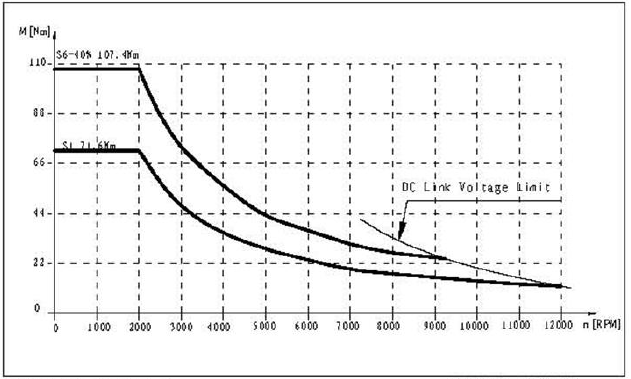 M [Nm]
S6-40% 107.4Nm
110
88
S1 71.6Nm
66
DC Link Voltage Limit
44
22
0
0 1000 2000 3000 4000 5000 6000 7000 8000 9000 10000 11000 12000 n [RPM]